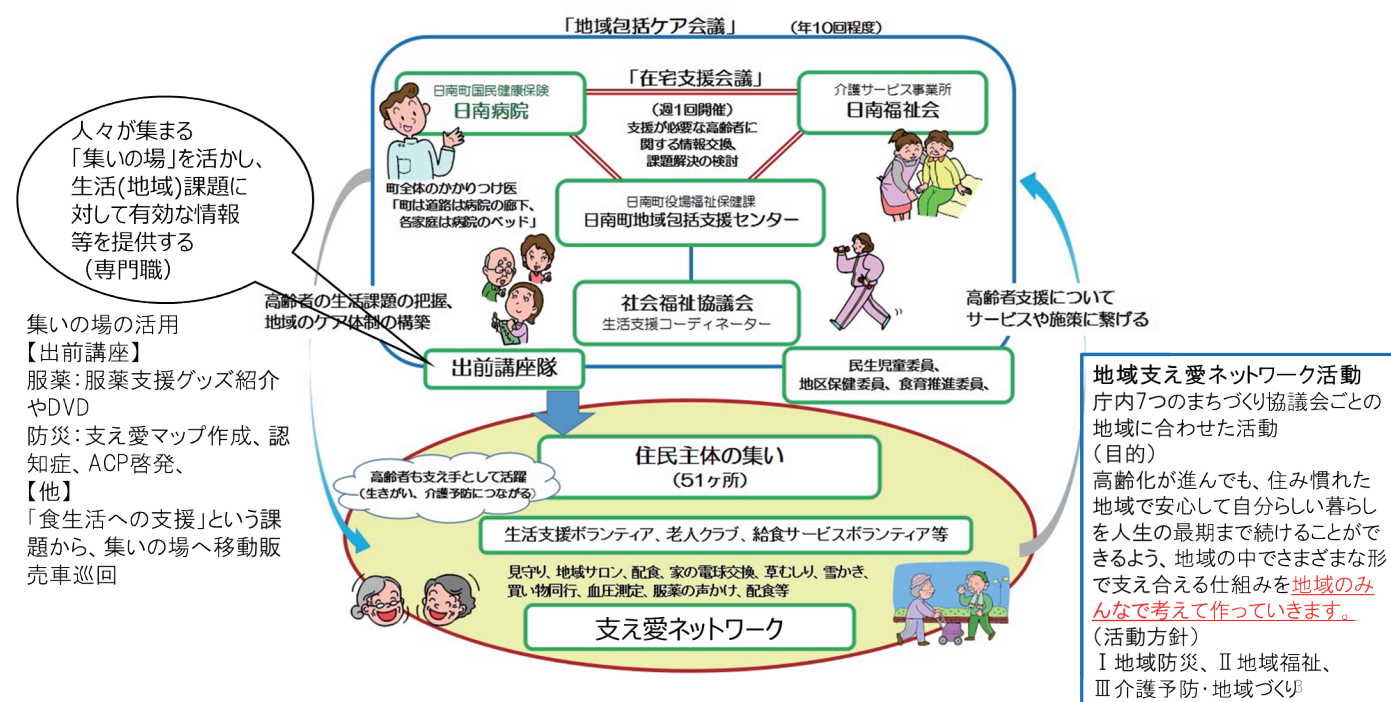 「地域包括ケア会議」 （年10回程度）
「在宅支援会議」
日南町国民健康保険
日南病院
介護サービス事業所
日南福祉会
（週1回開催）
支援が必要な高齢者に
関する情報交換、
課題解決の検討
人々が集まる
「集いの場」を活かし、
生活(地域)課題に
対して有効な情報
等を提供する
（専門職）
町全体のかかりつけ医
「町は道路は病院の廊下、
各家庭は病院のベッド」
日南町役場福祉保健課
日南町地域包括支援センター
社会福祉協議会
生活支援コーディネーター
高齢者の生活課題の把握、
地域のケア体制の構築
高齢者支援について
サービスや施策に繋げる
出前講座隊
民生児童委員、
地区保健委員、食育推進委員、
集いの場の活用
【出前講座】
服薬：服薬支援グッズ紹介
やDVD
防災：支え愛マップ作成、認
知症、ACP啓発、
【他】
「食生活への支援」という課
題から、集いの場へ移動販
売車巡回
住民主体の集い
（51ヶ所）
高齢者も支え手として活躍
（生きがい、介護予防につながる）
生活支援ボランティア、老人クラブ、給食サービスボランティア等
見守り、地域サロン、配食、家の電球交換、草むしり、雪かき、
買い物同行、血圧測定、服薬の声かけ、配食等
支え愛ネットワーク
地域支え愛ネットワーク活動
庁内7つのまちづくり協議会ごとの
地域に合わせた活動
（目的）
高齢化が進んでも、住み慣れた
地域で安心して自分らしい暮らし
を人生の最期まで続けることがで
きるよう、地域の中でさまざまな形
で支え合える仕組みを地域のみ
んなで考えて作っていきます。
（活動方針）
Ⅰ地域防災、Ⅱ地域福祉、
Ⅲ介護予防・地域づくり
3